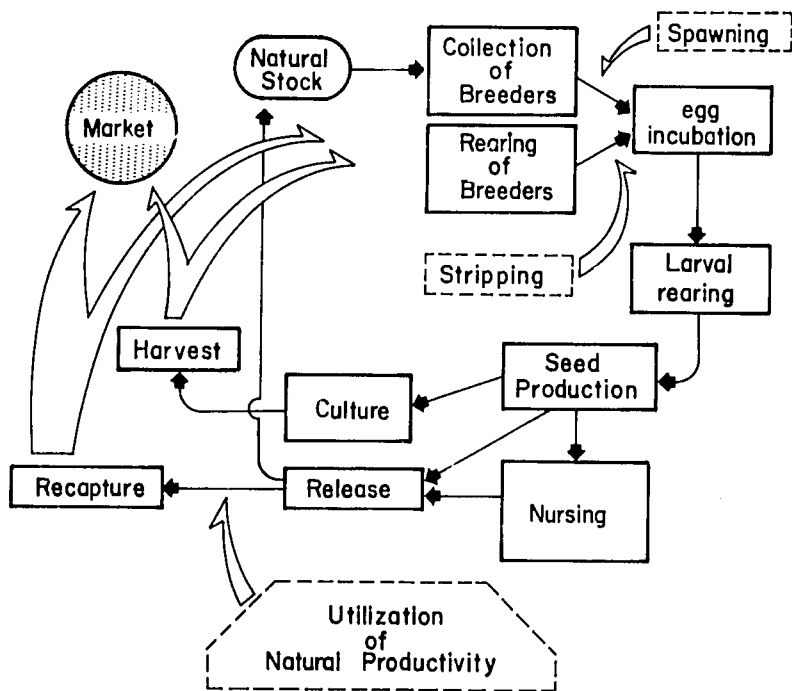 Natural
Stock
Collection
of
Breeders
Spawning
Market
egg
incubation
Rearing
of
Breeders
Stripping
Larval
rearing
Harvest
Seed
Production
Culture
Recapture
Release
Nursing
Utilization
of
Natural Productivity